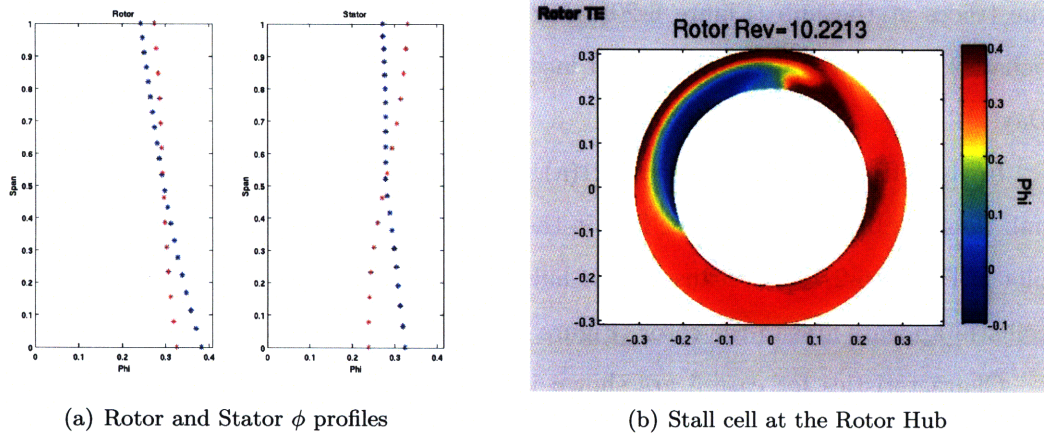 Rotor
1
0.9
0.8
0.7
0.6
0.5
0.4
0.3
0.2
0.1
0
Span
0 0.1 0.2 0.3 0.4
Phi
Stator
1
0.9
0.8
0.7
0.6
0.5
0.4
0.3
0.2
0.1
0
Span
0 0.1 0.2 0.3 0.4
Phi
(a) Rotor and Stator ϕ profiles
Rotor TE
Rotor Rev=10.2213
0.3
0.2
0.1
0
-0.1
-0.2
-0.3
-0.3 -0.2 -0.1 0 0.1 0.2 0.3
0.4
0.3
0.2
0.1
0
-0.1
Phi
(b) Stall cell at the Rotor Hub